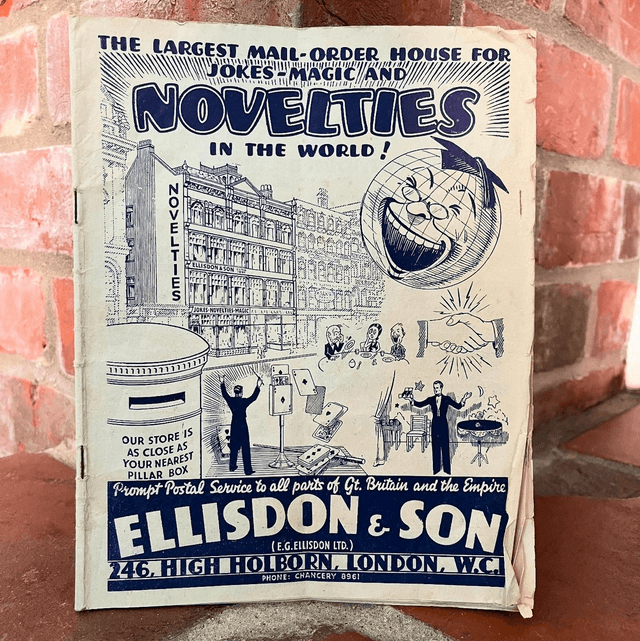 THE LARGEST MAIL-ORDER HOUSE FOR
JOKES-MAGIC AND
NOVELTIES
IN THE WORLD!
NOVELTIES
ELLISDON & SON
JOKES-NOVELTIES-MAGIC
OUR STORE IS
AS CLOSE AS
YOUR NEAREST
PILLAR BOX
Prompt Postal Service to all parts of Gt. Britain and the Empire
ELLISDON & SON
(E.G. ELLISDON LTD.)
246, HIGH HOLBORN, LONDON, W.C.1
PHONE: CHANCERY 8961